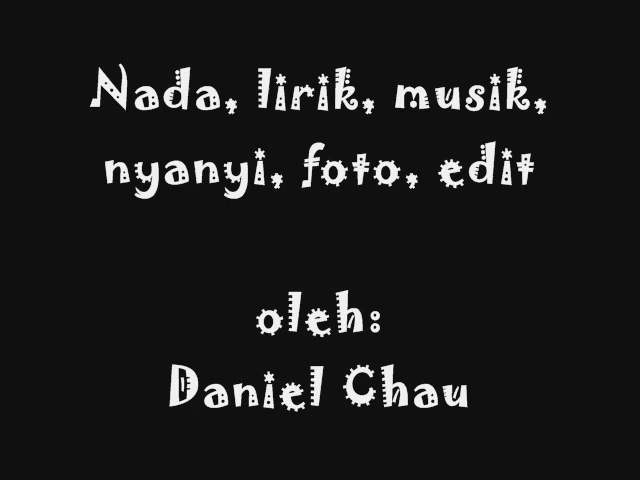 Nada, lirik, musik,
nyanyi, foto, edit
oleh:
Daniel Chau